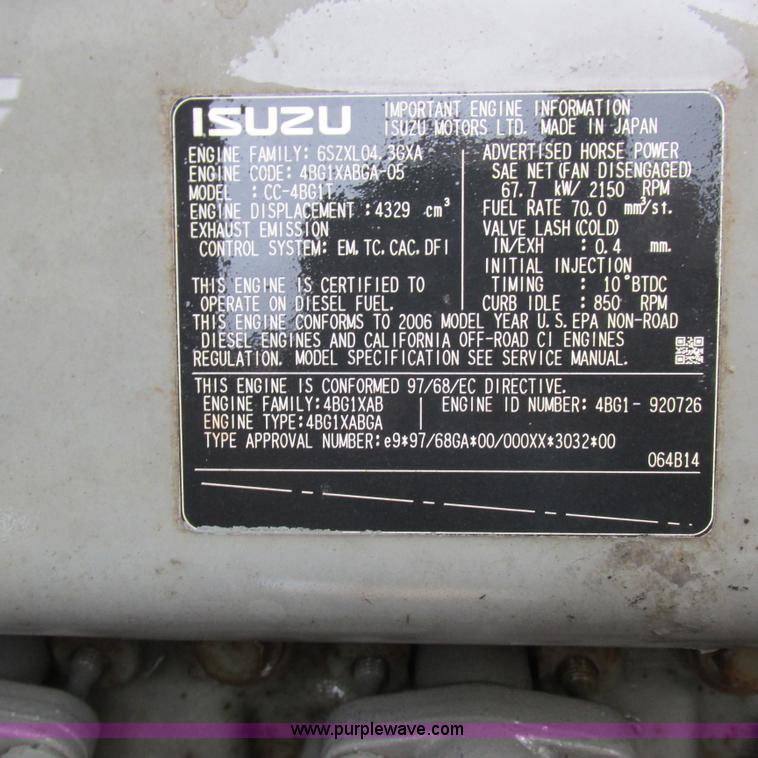 ISUZU IMPORTANT ENGINE INFORMATION
ISUZU MOTORS LTD. MADE IN JAPAN
ENGINE FAMILY: 6SZXL04.3GXA
ENGINE CODE: 4BG1XABGA-05
MODEL : CC-4BG1T
ENGINE DISPLACEMENT :4329 cm³
EXHAUST EMISSION
CONTROL SYSTEM: EM, TC, CAC, DFI
THIS ENGINE IS CERTIFIED TO
OPERATE ON DIESEL FUEL.
ADVERTISED HORSE POWER
SAE NET (FAN DISENGAGED)
67.7 kW/ 2150 RPM
FUEL RATE 70.0 mm³/st.
VALVE LASH (COLD)
IN/EXH : 0.4 mm.
INITIAL INJECTION
TIMING : 10°BTDC
CURB IDLE : 850 RPM
THIS ENGINE CONFORMS TO 2006 MODEL YEAR U.S. EPA NON-ROAD
DIESEL ENGINES AND CALIFORNIA OFF-ROAD CI ENGINES
REGULATION. MODEL SPECIFICATION SEE SERVICE MANUAL.
THIS ENGINE IS CONFORMED 97/68/EC DIRECTIVE.
ENGINE FAMILY:4BG1XAB
ENGINE TYPE:4BG1XABGA
ENGINE ID NUMBER: 4BG1- 920726
TYPE APPROVAL NUMBER:e9*97/68GA*00/000XX*3032*00
064B14
www.purplewave.com